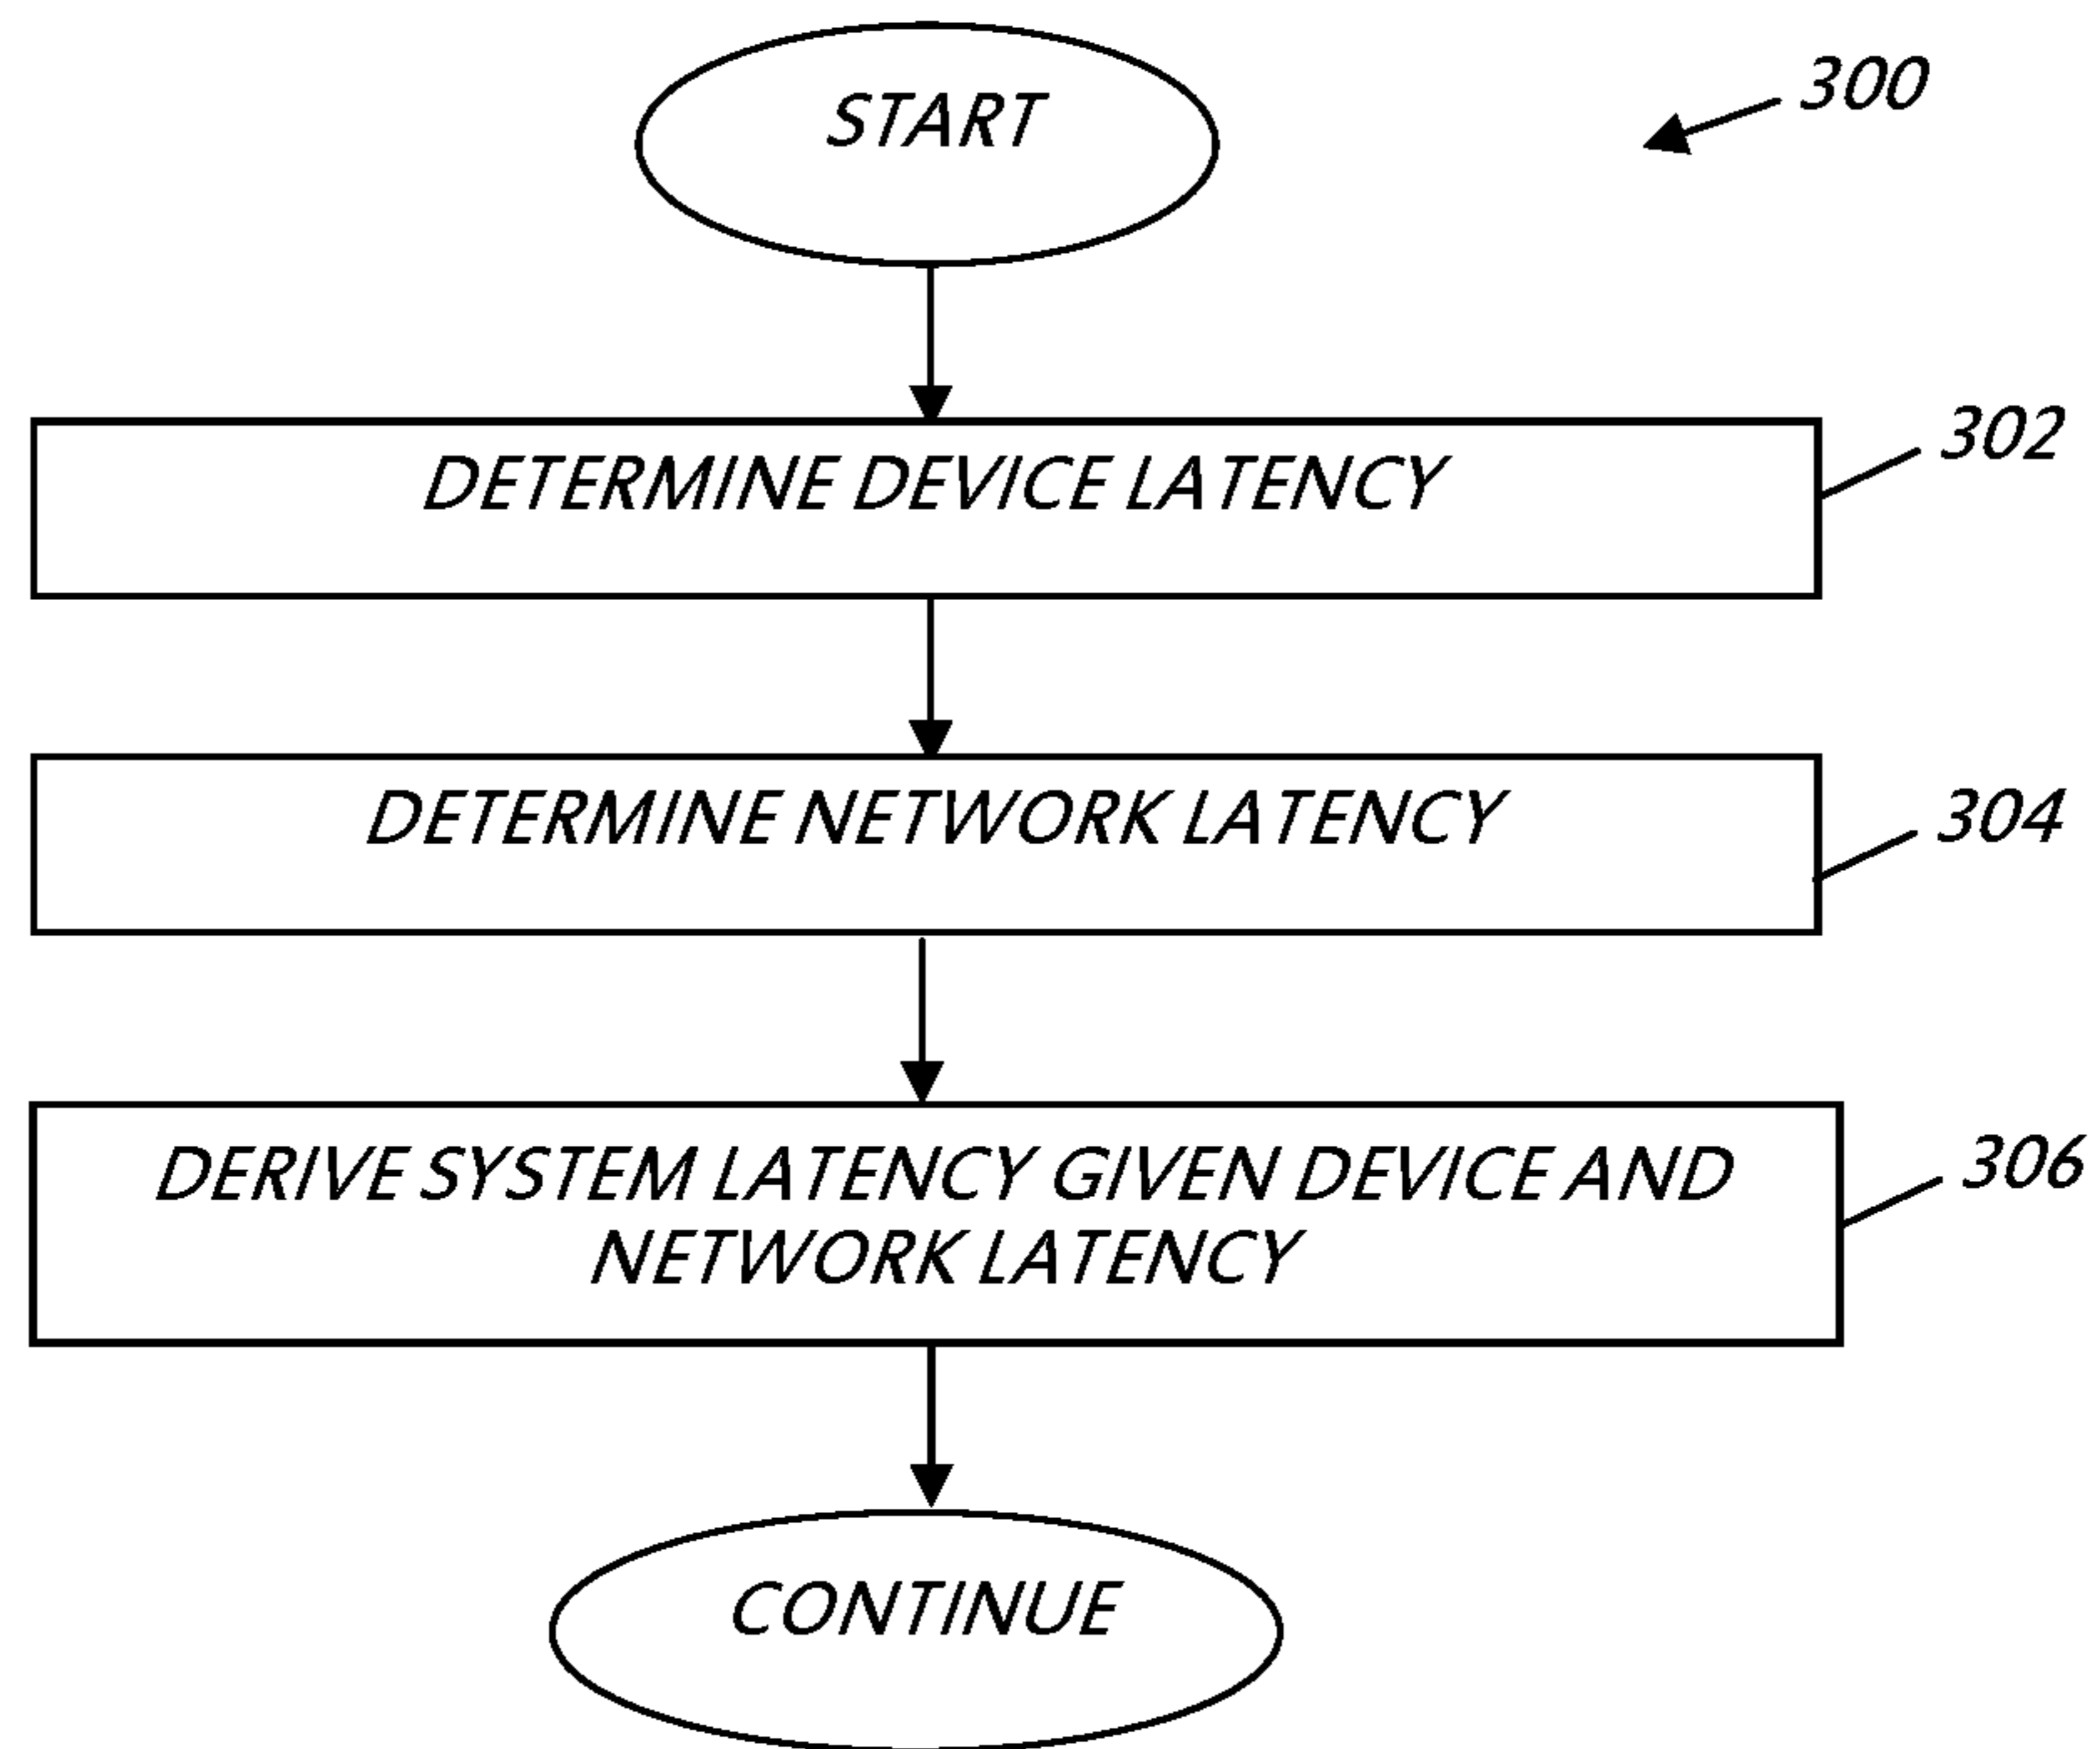 START
300
DETERMINE DEVICE LATENCY
302
DETERMINE NETWORK LATENCY
304
DERIVE SYSTEM LATENCY GIVEN DEVICE AND
NETWORK LATENCY
306
CONTINUE